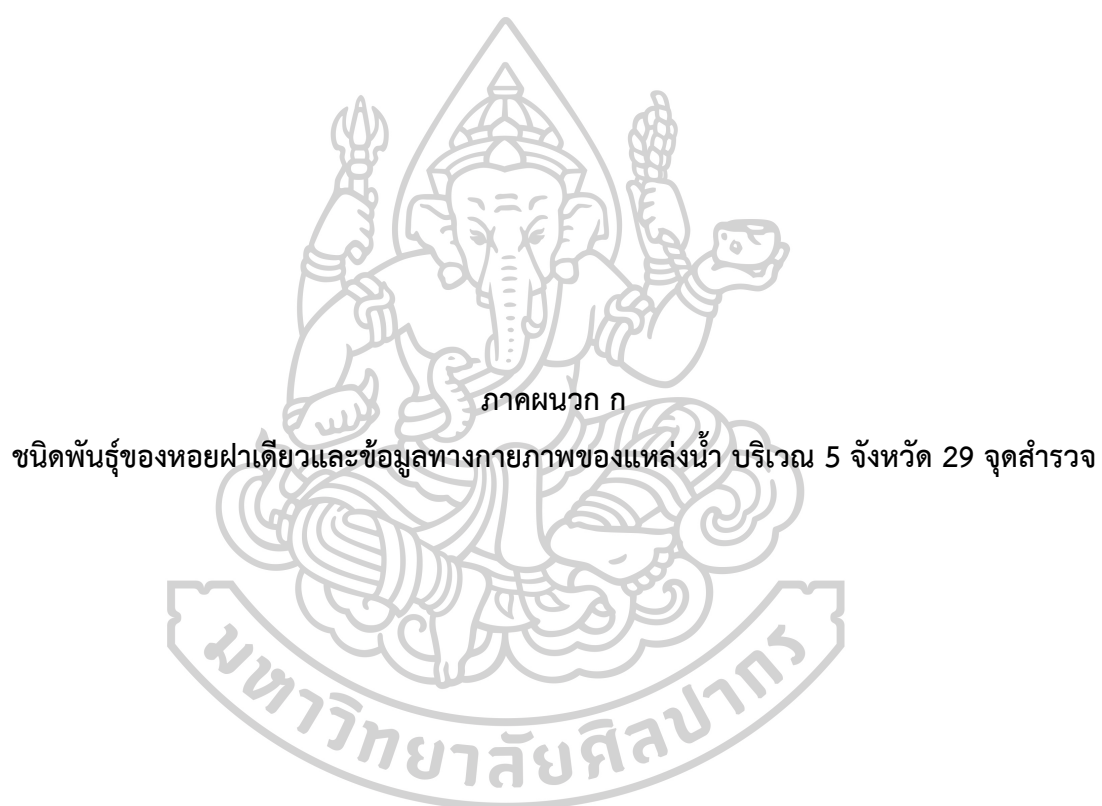 ภาคผนวก ก
ชนิดพันธุ์ของหอยฝาเดียวและข้อมูลทางกายภาพของแหล่งน้ำ บริเวณ 5 จังหวัด 29 จุดสำรวจ
มหาวิทยาลัยศิลปากร